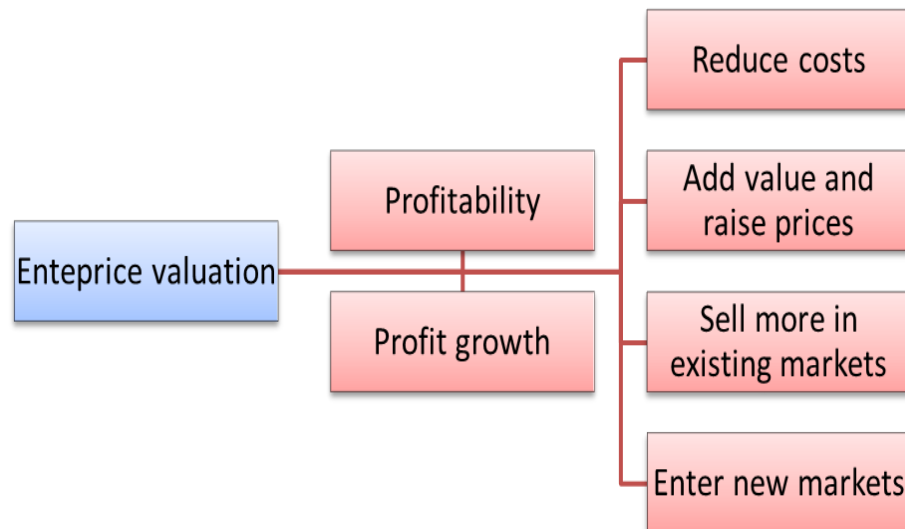 Enteprice valuation
Profitability
Profit growth
Reduce costs
Add value and
raise prices
Sell more in
existing markets
Enter new markets